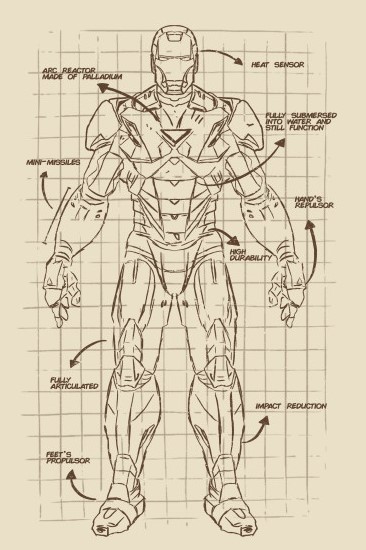 HEAT SENSOR
ARC REACTOR
MADE OF PALLADIUM
FULLY SUBMERSED
INTO WATER AND
STILL FUNCTION
MINI-MISSILES
HAND'S
REPULSOR
HIGH
DURABILITY
FULLY
ARTICULATED
IMPACT REDUCTION
FEET'S
PROPULSOR